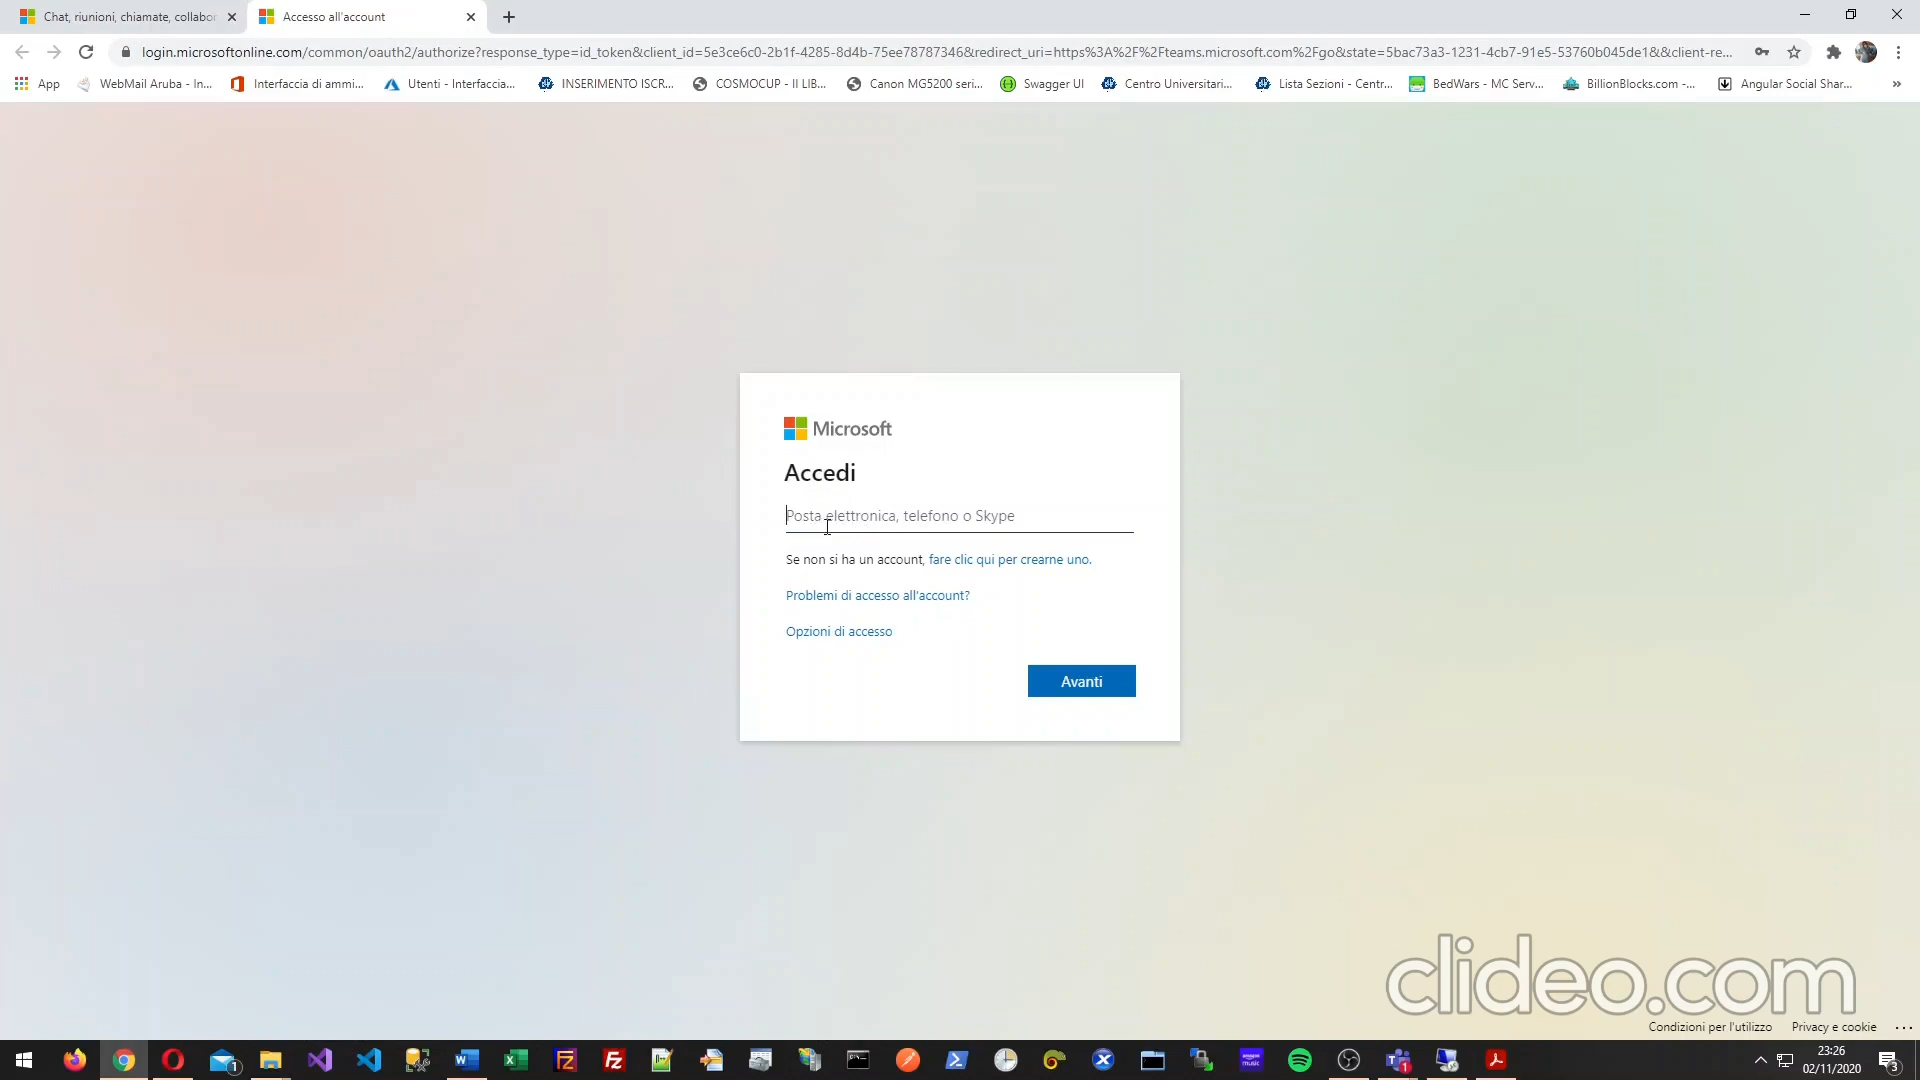 Chat, riunioni, chiamate, collabor
Accesso all'account
login.microsoftonline.com/common/oauth2/authorize?response_type=id_token&client_id=5e3ce6c0-2b1f-4285-8d4b-75ee78787346&redirect_uri=https%3A%2F%2Fteams.microsoft.com%2Fgo&state=5bac73a3-1231-4cb7-91e5-53760b045de1&&client-re...
App
WebMail Aruba - In...
Interfaccia di ammi...
Utenti - Interfaccia...
INSERIMENTO ISCR...
COSMOCUP - Il LIB...
Canon MG5200 seri...
Swagger UI
Centro Universitari...
Lista Sezioni - Centr...
BedWars - MC Serv...
BillionBlocks.com -...
Angular Social Shar...
»
Microsoft
Accedi
Posta elettronica, telefono o Skype
Se non si ha un account, fare clic qui per crearne uno.
Problemi di accesso all'account?
Opzioni di accesso
Avanti
clideo.com
Condizioni per l'utilizzo
Privacy e cookie
...
23:26
02/11/2020